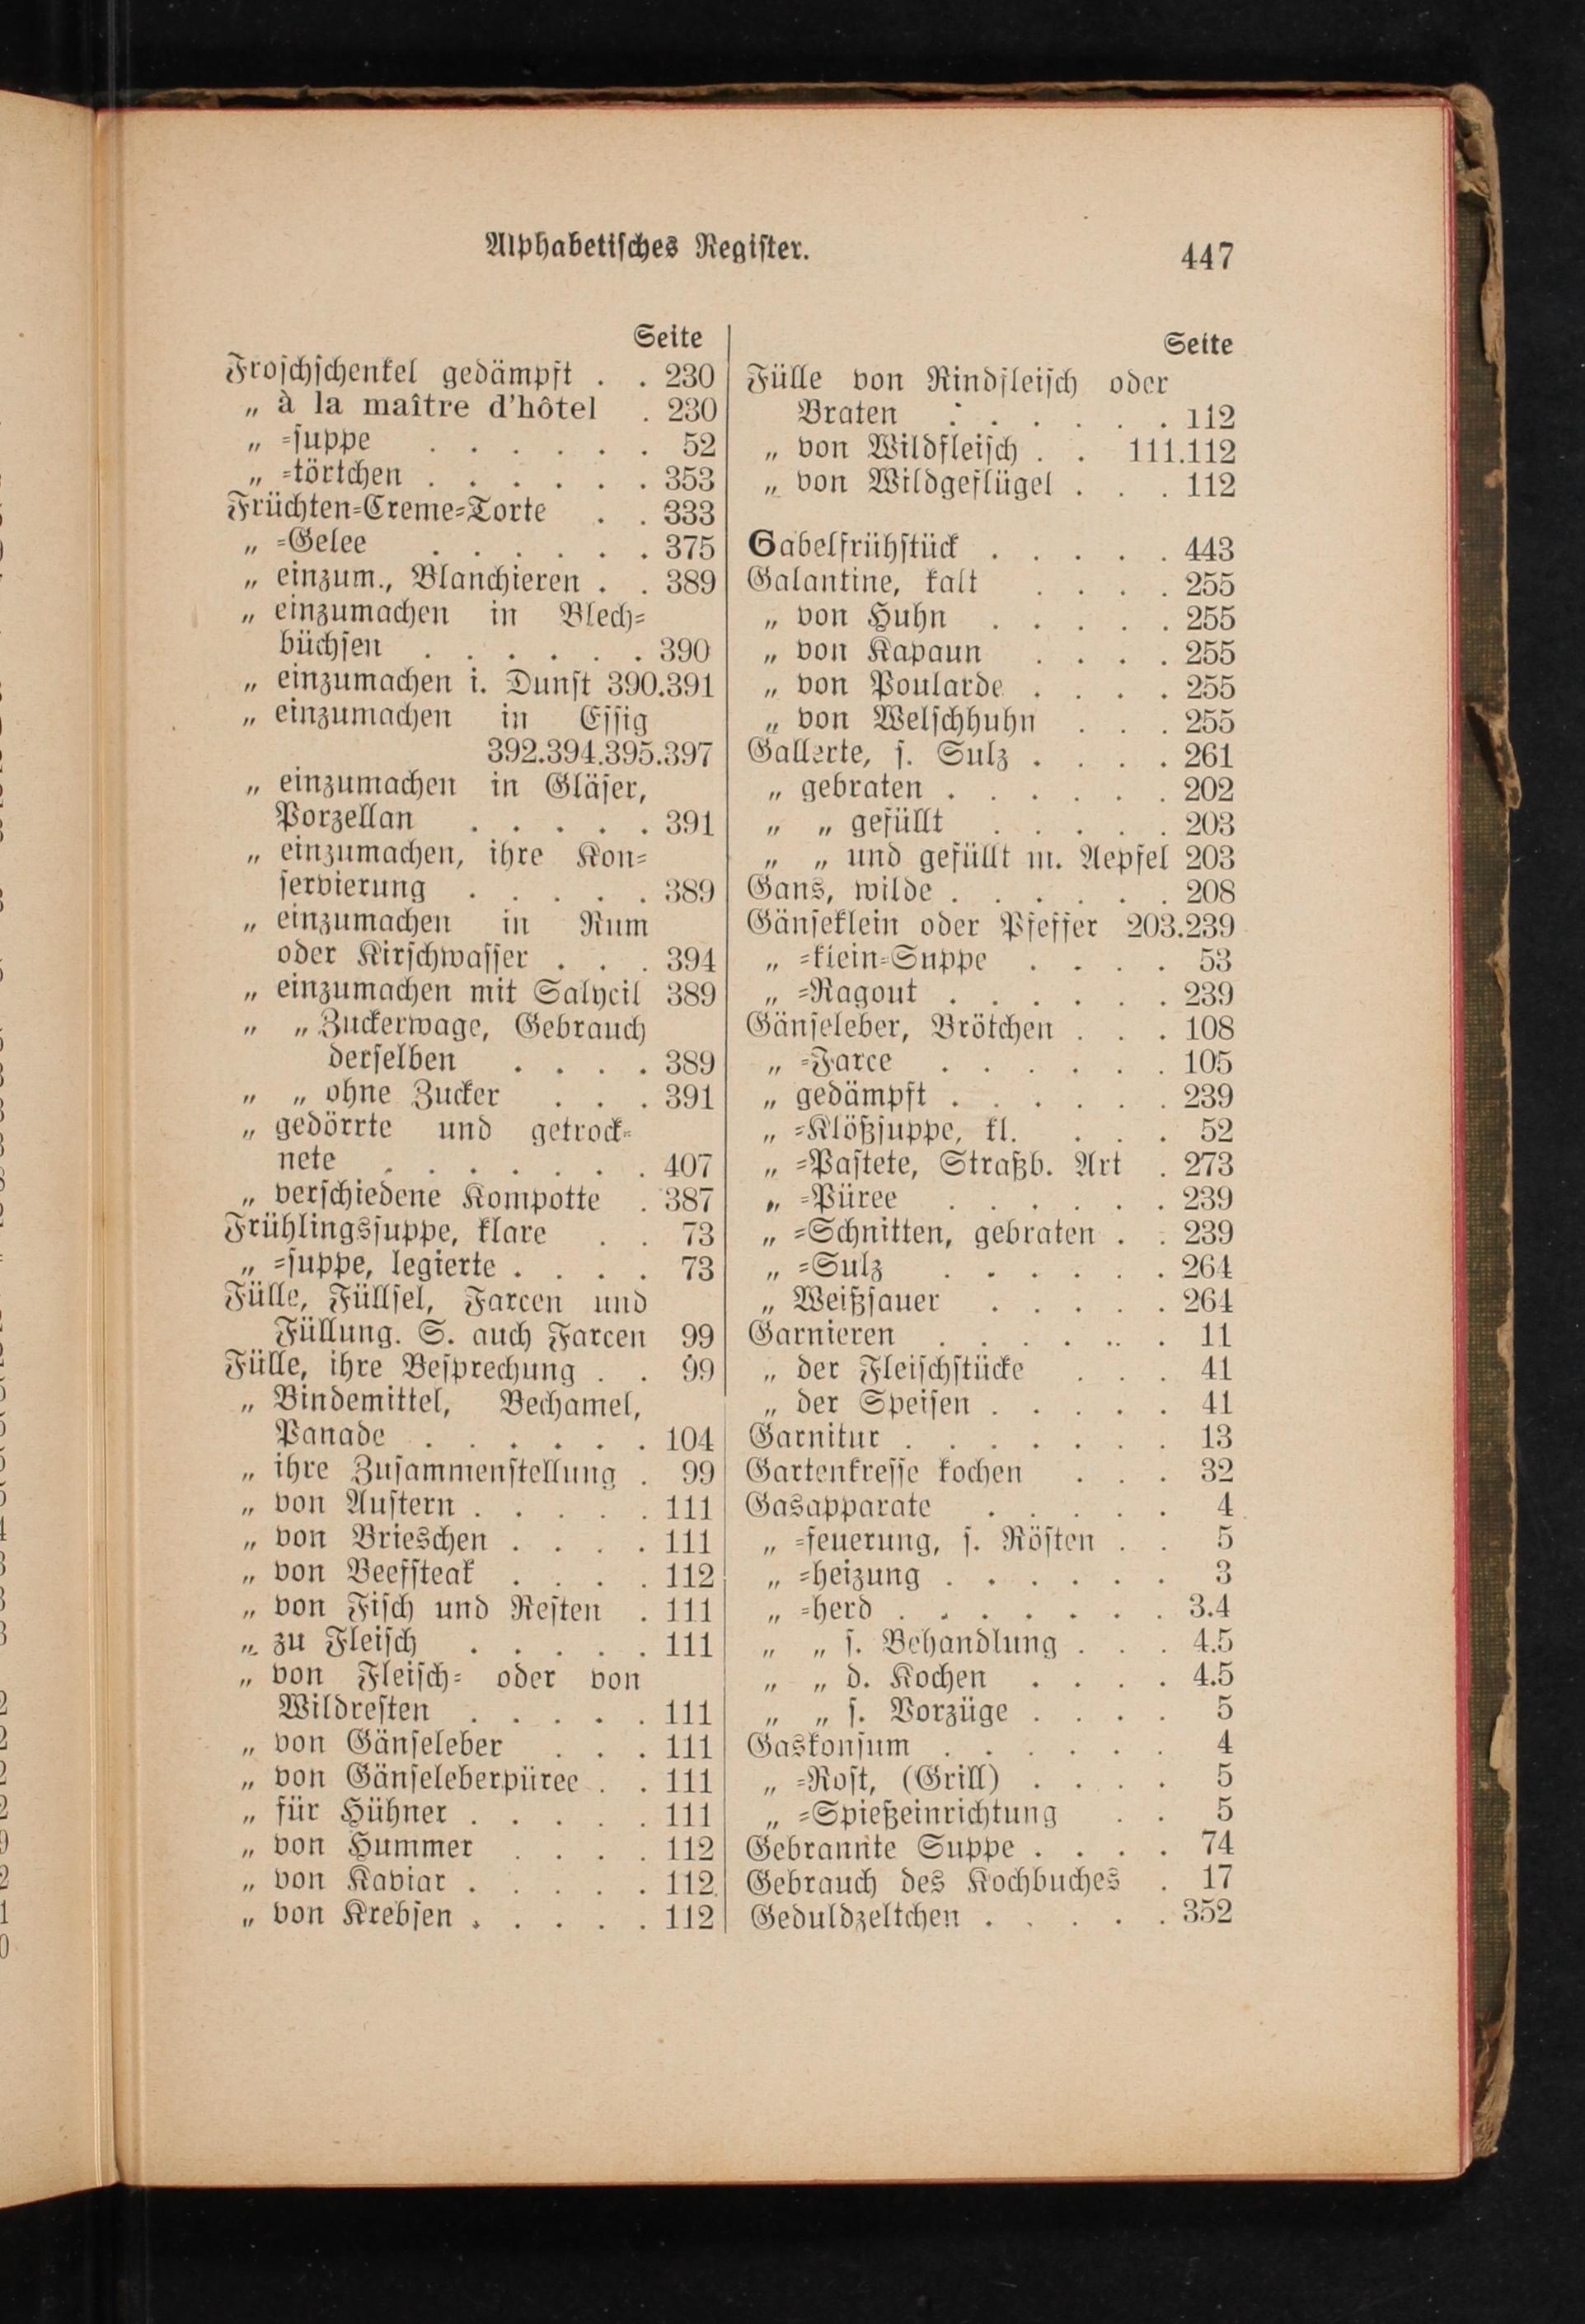 Alphabetisches Register.
447
Seite
Froschschenkel gedämpft . . 230
„ à la maître d'hôtel . 230
„ =suppe . . . . . . 52
„ =törtchen . . . . . . 353
Früchten=Creme=Torte . . 333
„ =Gelee . . . . . . 375
„ einzum., Blanchieren . . 389
„ einzumachen in Blech=
büchsen . . . . . . 390
„ einzumachen i. Dunst 390.391
„ einzumachen in Essig
392.394.395.397
„ einzumachen in Gläser,
Porzellan . . . . . 391
„ einzumachen, ihre Kon=
servierung . . . . . 389
„ einzumachen in Rum
oder Kirschwasser . . . 394
„ einzumachen mit Salycil 389
„ „ Zuckerwage, Gebrauch
derselben . . . . 389
„ „ ohne Zucker . . . 391
„ gedörrte und getrock=
nete . . . . . . . 407
„ verschiedene Kompotte . 387
Frühlingssuppe, klare . . 73
„ =suppe, legierte . . . . 73
Fülle, Füllsel, Farcen und
Füllung. S. auch Farcen 99
Fülle, ihre Besprechung . . 99
„ Bindemittel, Bechamel,
Panade . . . . . . 104
„ ihre Zusammenstellung . 99
„ von Austern . . . . . 111
„ von Brieschen . . . . 111
„ von Beefsteak . . . . 112
„ von Fisch und Resten . 111
„ zu Fleisch . . . . . 111
„ von Fleisch= oder von
Wildresten . . . . . 111
„ von Gänseleber . . . 111
„ von Gänseleberpüree . . 111
„ für Hühner . . . . . 111
„ von Hummer . . . . 112
„ von Kaviar . . . . . 112
„ von Krebsen . . . . . 112
Seite
Fülle von Rindfleisch oder
Braten . . . . . . 112
„ von Wildfleisch . . 111.112
„ von Wildgeflügel . . . 112
Gabelfrühstück . . . . . 443
Galantine, kalt . . . . 255
„ von Huhn . . . . . 255
„ von Kapaun . . . . 255
„ von Poularde . . . . 255
„ von Welschhuhn . . . 255
Gallerte, s. Sulz . . . . 261
„ gebraten . . . . . . 202
„ „ gefüllt . . . . . 203
„ „ und gefüllt m. Aepfel 203
Gans, wilde . . . . . . 208
Gänseklein oder Pfeffer 203.239
„ =klein=Suppe . . . . 53
„ =Ragout . . . . . . 239
Gänseleber, Brötchen . . . 108
„ =Farce . . . . . . 105
„ gedämpft . . . . . . 239
„ =Klößsuppe, kl. . . . 52
„ =Pastete, Straßb. Art . 273
„ =Püree . . . . . . 239
„ =Schnitten, gebraten . . 239
„ =Sulz . . . . . . 264
„ Weißsauer . . . . . 264
Garnieren . . . . . . 11
„ der Fleischstücke . . . 41
„ der Speisen . . . . . 41
Garnitur . . . . . . . 13
Gartenkresse kochen . . . 32
Gasapparate . . . . . 4
„ =feuerung, s. Rösten . . 5
„ =heizung . . . . . . 3
„ =herd . . . . . . . 3.4
„ „ s. Behandlung . . . 4.5
„ „ d. Kochen . . . . 4.5
„ „ s. Vorzüge . . . . 5
Gaskonsum . . . . . . 4
„ =Rost, (Grill) . . . . 5
„ =Spießeinrichtung . . 5
Gebrannte Suppe . . . . 74
Gebrauch des Kochbuches . 17
Geduldzeltchen . . . . . 352